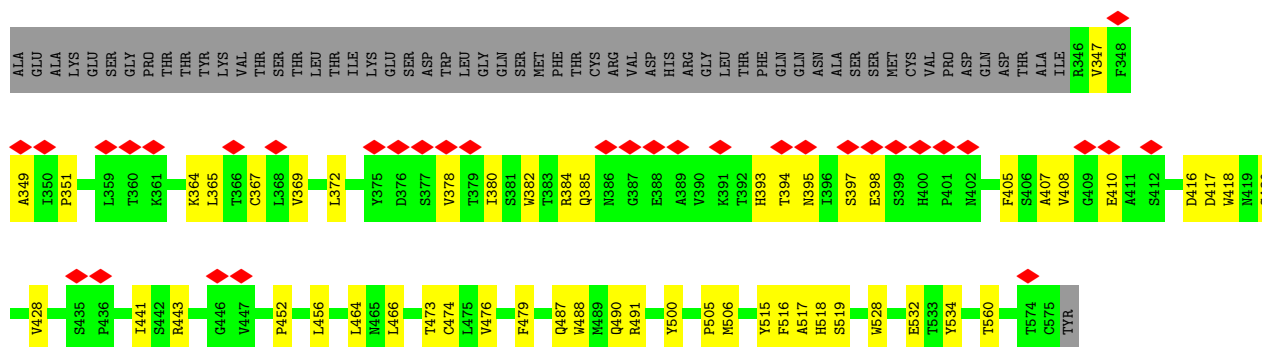 ALA GLU ALA LYS GLU SER GLY PRO THR THR TYR LYS VAL THR SER THR LEU THR ILE LYS GLU SER ASP TRP LEU GLY GLN SER MET PHE THR CYS ARG VAL ASP HIS ARG GLY LEU THR PHE GLN GLN ASN ALA SER SER MET CYS VAL PRO ASP GLN ASP THR ALA ILE R346 V347 F348
A349 I350 P351 L359 T360 K361 K364 L365 T366 C367 L368 V369 L372 Y375 D376 S377 V378 T379 I380 S381 W382 T383 R384 Q385 N386 G387 E388 A389 V390 K391 T392 H393 T394 N395 I396 S397 E398 S399 H400 P401 N402 F405 S406 A407 V408 G409 E410 A411 S412 D416 D417 W418 N419
V428 S435 P436 I441 S442 R443 G446 V447 P452 L456 L464 N465 L466 T473 C474 L475 V476 F479 Q487 W488 M489 Q490 R491 Y500 P505 M506 Y515 F516 A517 H518 S519 W528 E532 T533 Y534 T560 T574 C575 TYR